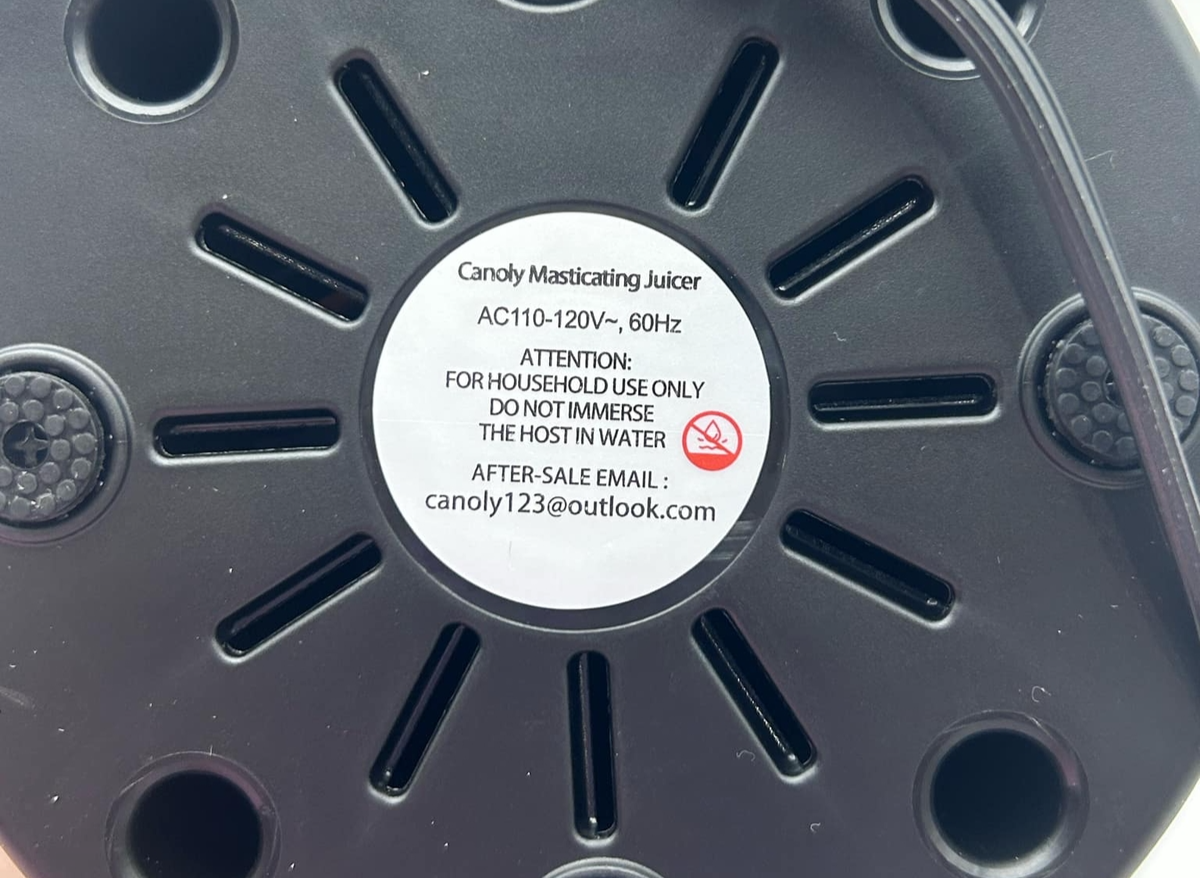 Canoly Masticating Juicer
AC110-120V~, 60Hz
ATTENTION:
FOR HOUSEHOLD USE ONLY
DO NOT IMMERSE
THE HOST IN WATER
AFTER-SALE EMAIL :
canoly123@outlook.com